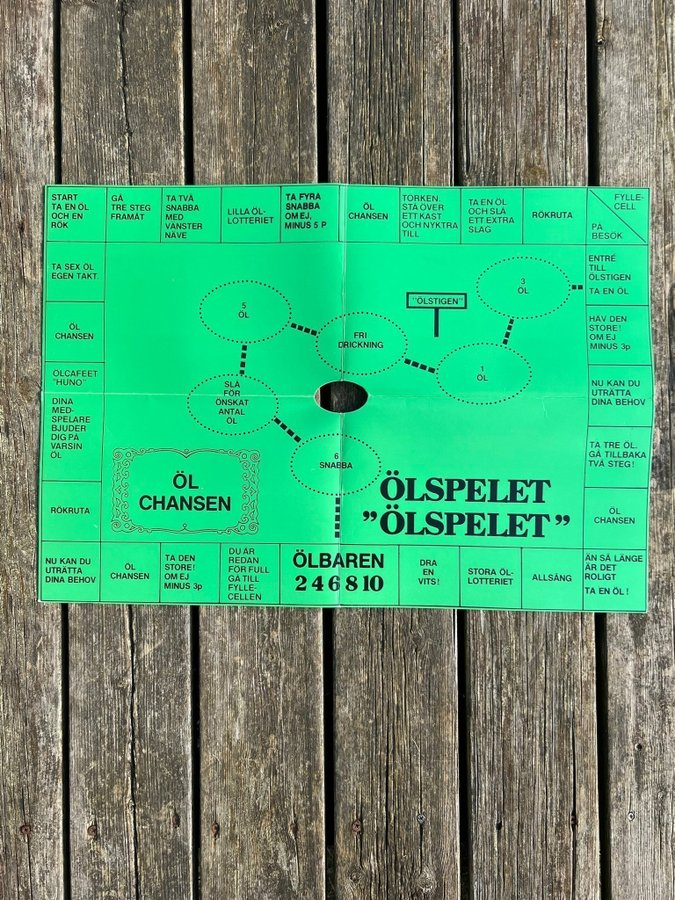 START
TA EN ÖL
OCH EN
RÖK
GÅ
TRE STEG
FRAMÅT
TA TVÅ
SNABBA
MED
VÄNSTER
NÄVE
LILLA ÖL-
LOTTERIET
TA FYRA
SNABBA
OM EJ,
MINUS 5 P
ÖL
CHANSEN
TORKEN.
STÅ ÖVER
ETT KAST
OCH NYKTRA
TILL
TA EN ÖL
OCH SLÅ
ETT EXTRA
SLAG
RÖKRUTA
FYLLE-
CELL
PÅ
BESÖK
TA SEX ÖL
EGEN TAKT.
ÖL
CHANSEN
ÖLCAFEET
"HUNO"
DINA
MED-
SPELARE
BJUDER
DIG PÅ
VARSIN
ÖL
RÖKRUTA
5
ÖL
FRI
DRICKNING
"ÖLSTIGEN"
3
ÖL
1
ÖL
SLÅ
FÖR
ÖNSKAT
ANTAL
ÖL
6
SNABBA
ENTRÉ
TILL
ÖLSTIGEN
TA EN ÖL
HÄV DEN
STORE!
OM EJ
MINUS 3p
NU KAN DU
UTRÄTTA
DINA BEHOV
TA TRE ÖL.
GÅ TILLBAKA
TVÅ STEG!
ÖL
CHANSEN
ÖL
CHANSEN
ÖLSPELET
"ÖLSPELET"
NU KAN DU
UTRÄTTA
DINA BEHOV
ÖL
CHANSEN
TA DEN
STORE!
OM EJ
MINUS 3p
DU ÄR
REDAN
FÖR FULL
GÅ TILL
FYLLE-
CELLEN
ÖLBAREN
2 4 6 8 10
DRA
EN
VITS!
STORA ÖL-
LOTTERIET
ALLSÅNG
ÄN SÅ LÄNGE
ÄR DET
ROLIGT
TA EN ÖL!